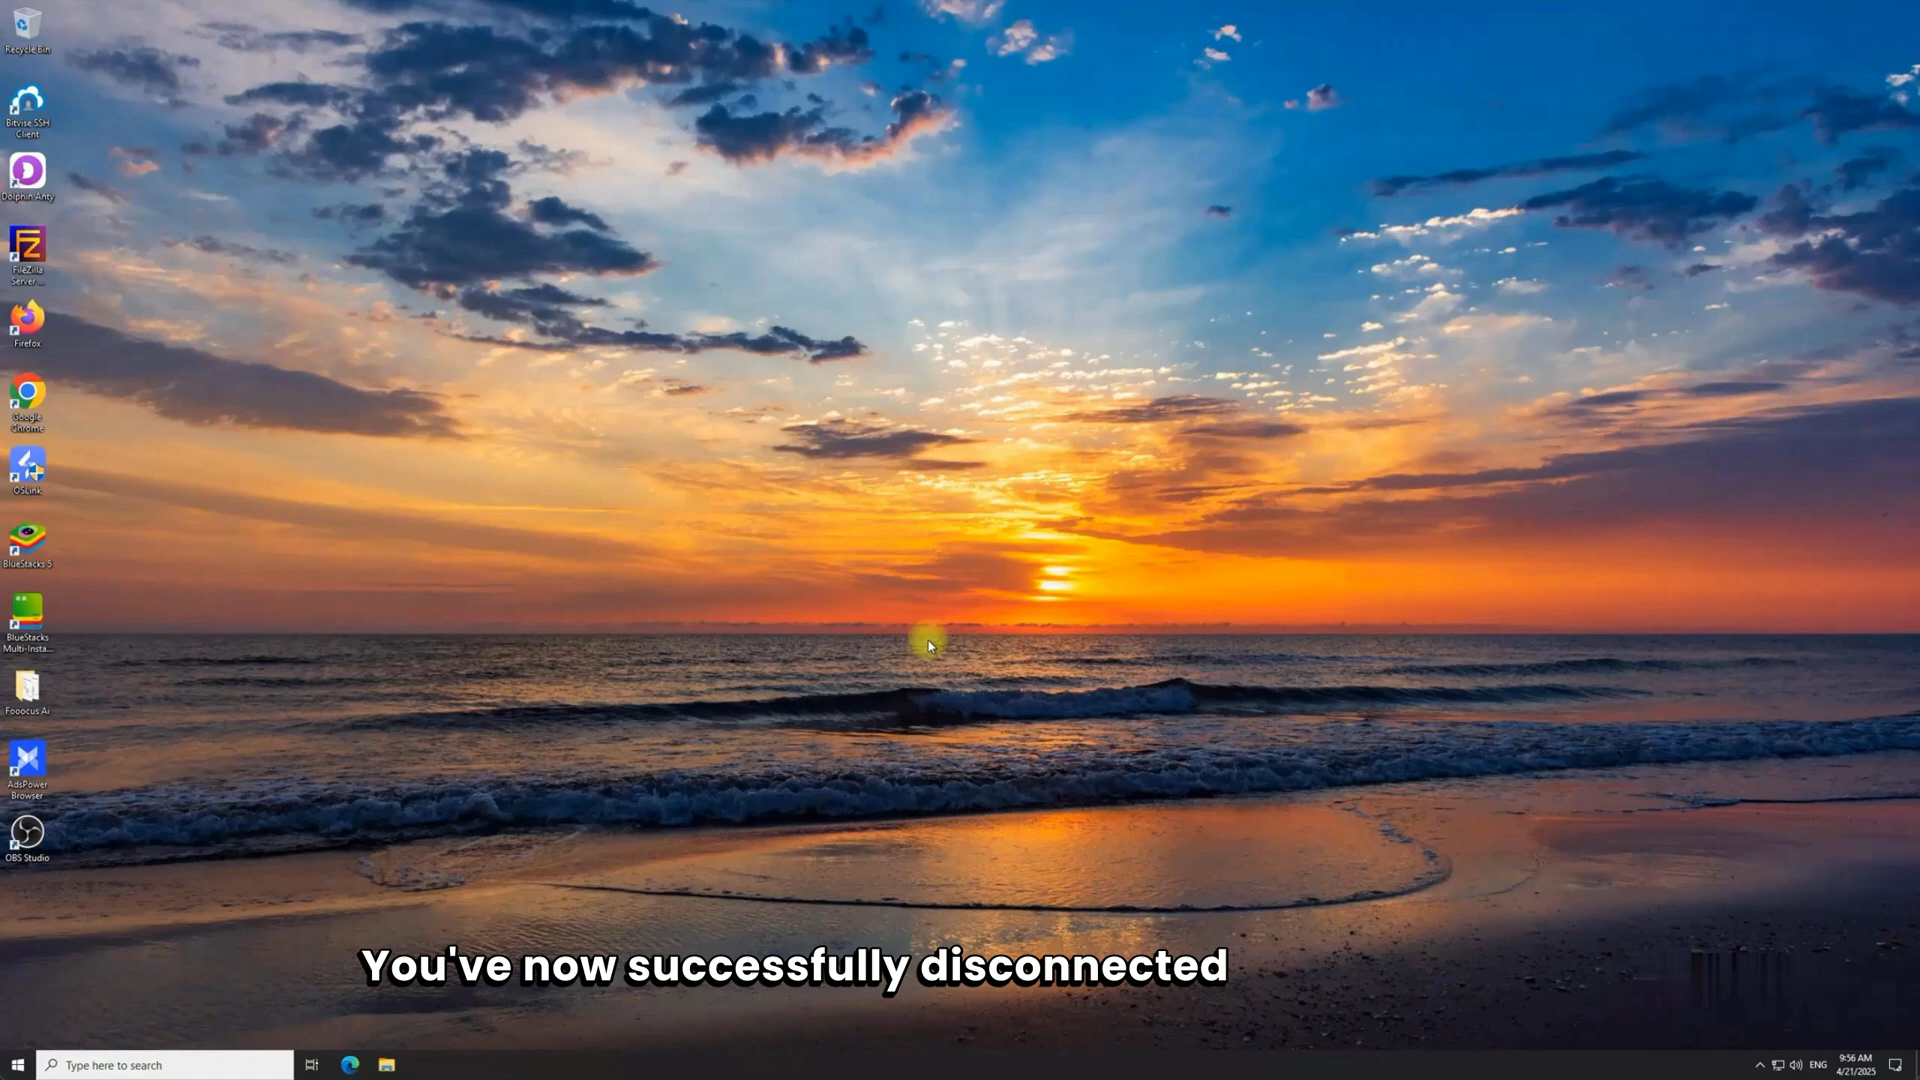 Recycle Bin
Bitvise SSH
Client
Dolphin Anty
FileZilla
Server ...
Firefox
Google
Chrome
OSLink
BlueStacks 5
BlueStacks
Multi-Insta...
Fooocus Ai
AdsPower
Browser
OBS Studio
You've now successfully disconnected
Type here to search
ENG
9:56 AM
4/21/2025